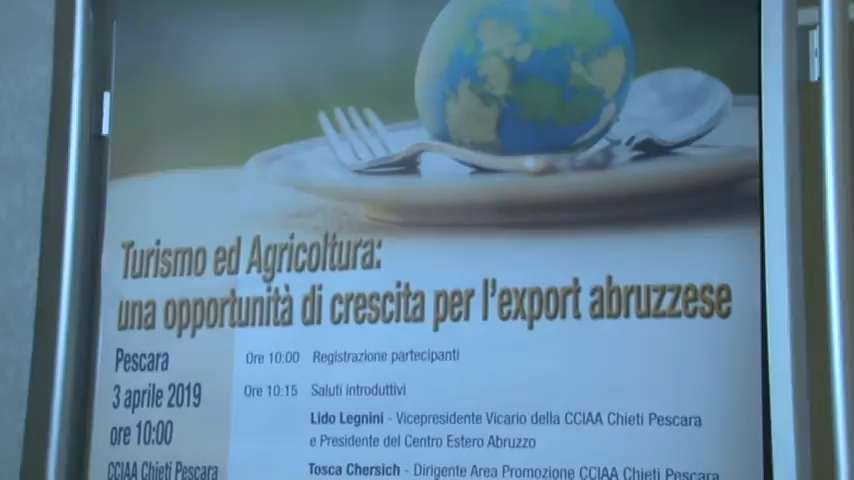 Turismo ed Agricoltura:
una opportunità di crescita per l'export abruzzese
Pescara
3 aprile 2019
ore 10:00
CCIAA Chieti Pescara
Ore 10:00 Registrazione partecipanti
Ore 10:15 Saluti introduttivi
Lido Legnini - Vicepresidente Vicario della CCIAA Chieti Pescara
e Presidente del Centro Estero Abruzzo
Tosca Chersich - Dirigente Area Promozione CCIAA Chieti Pescara